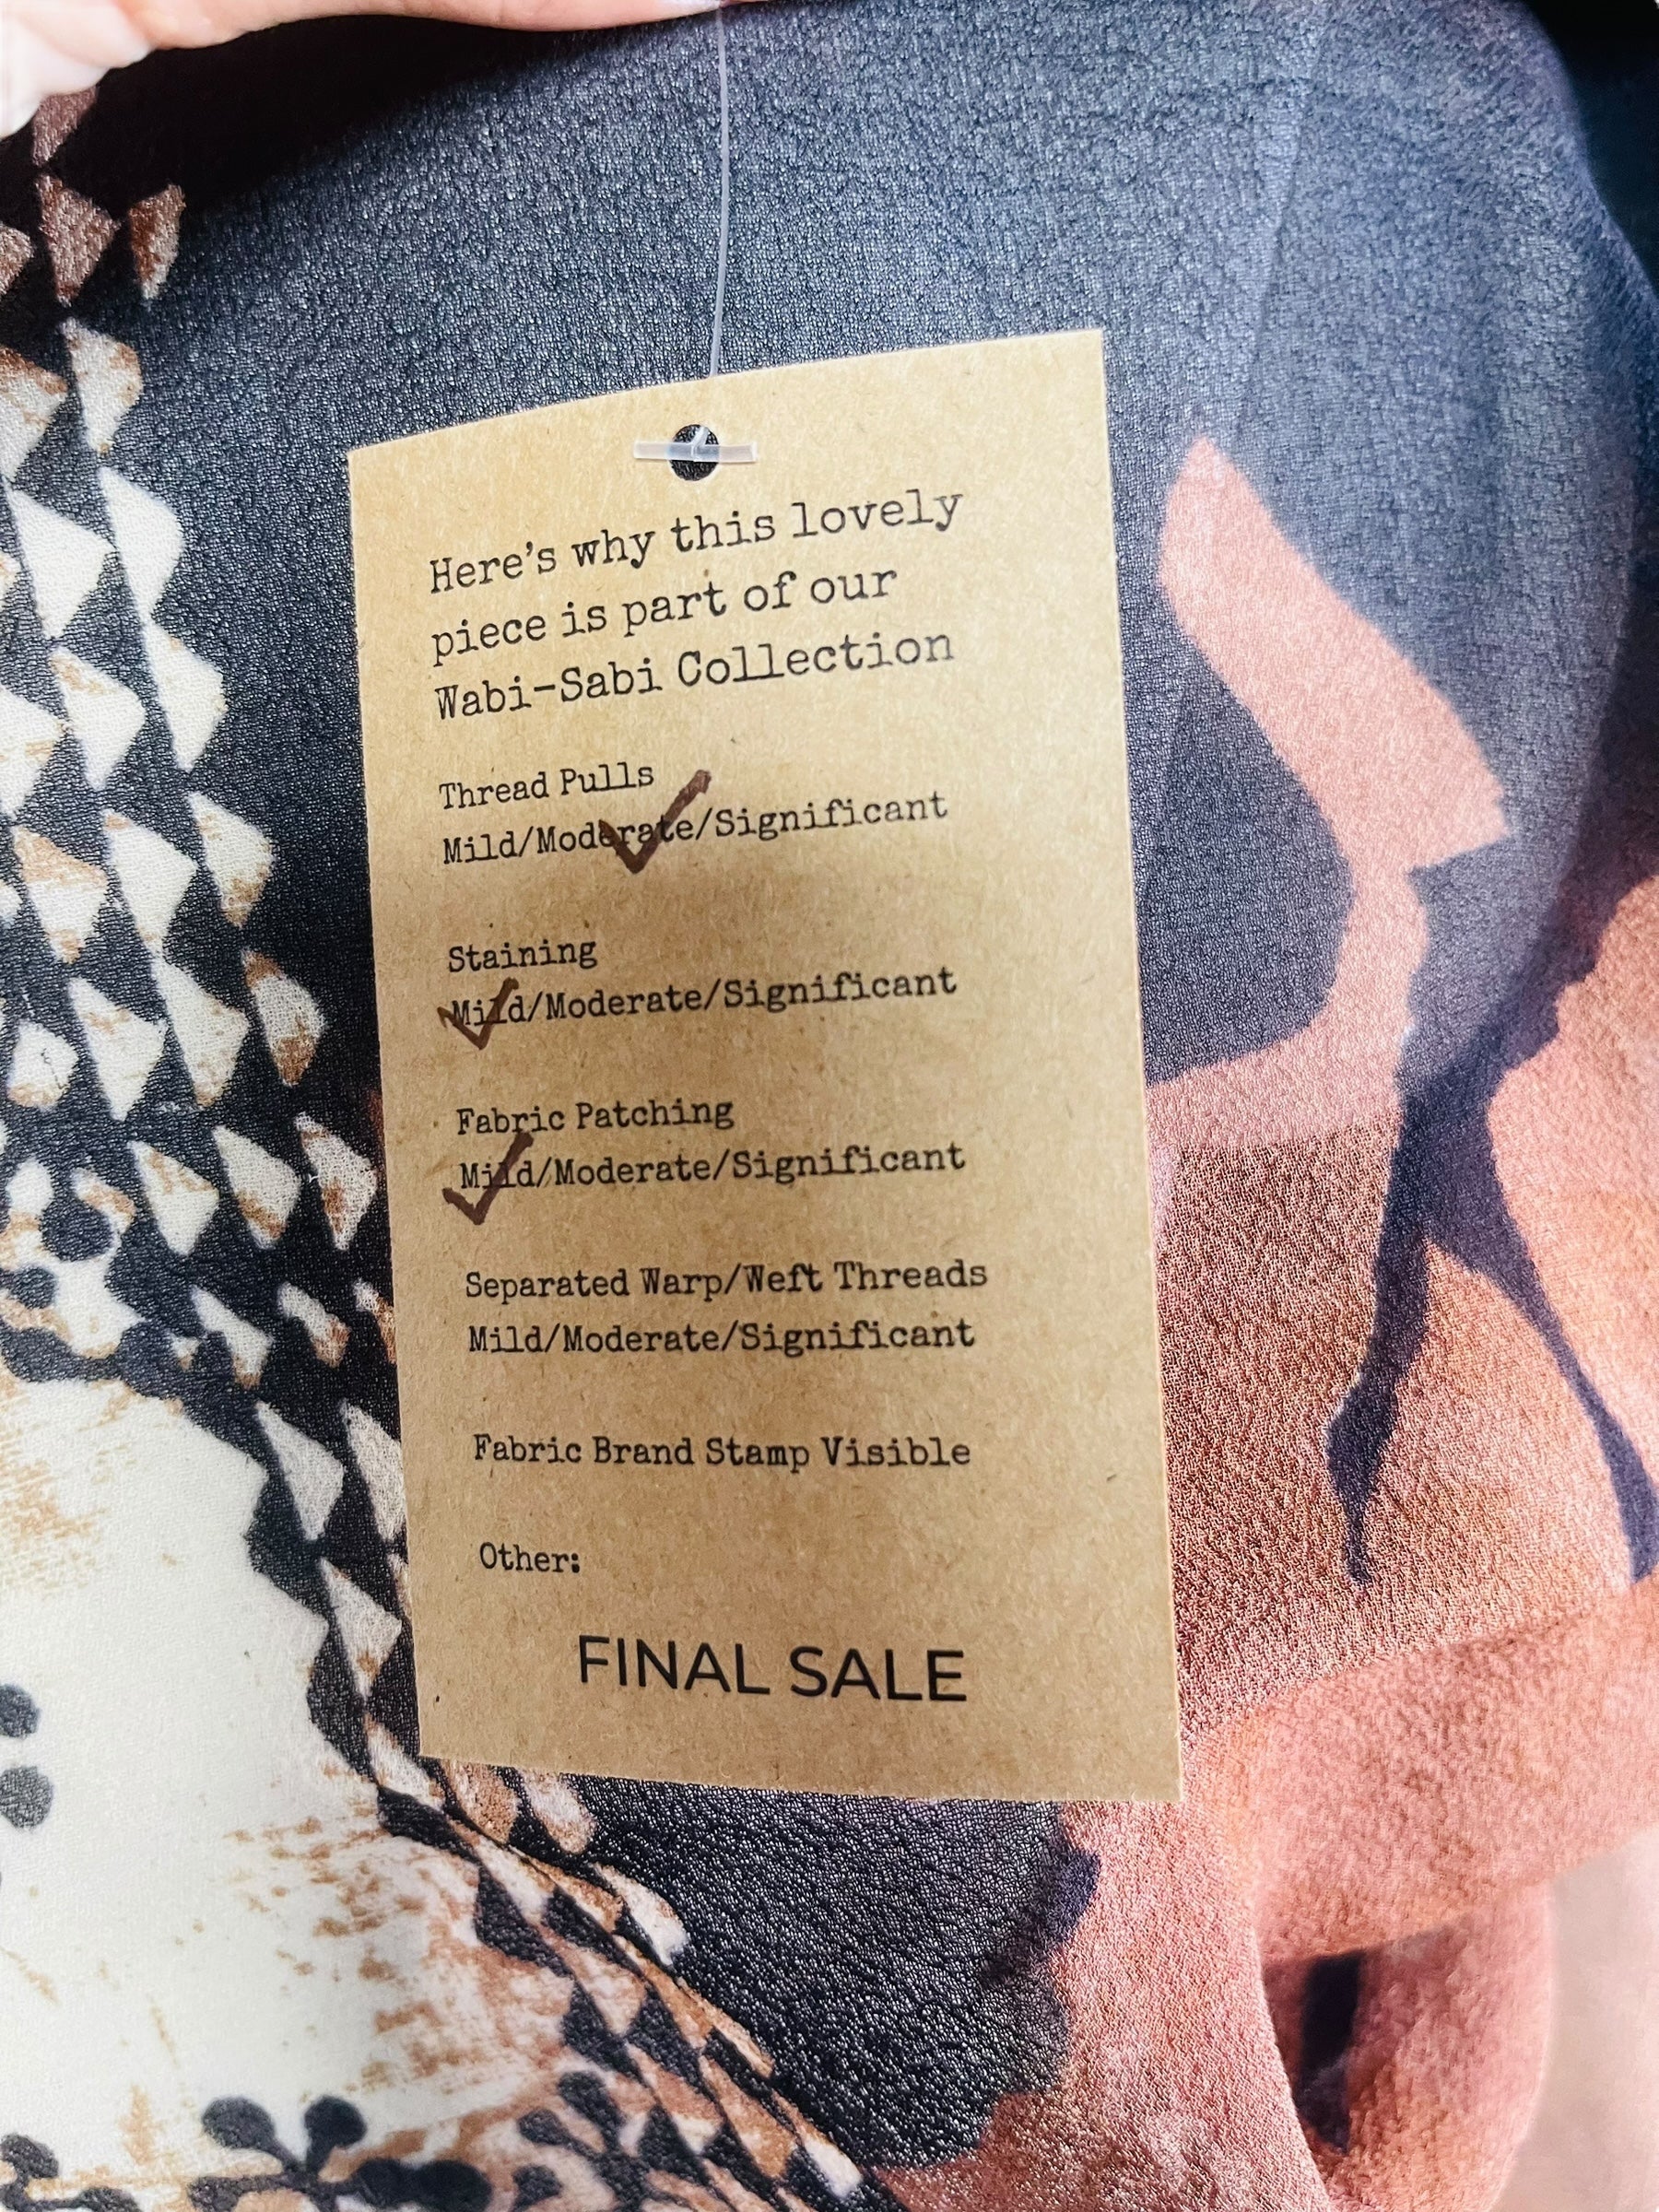 Here's why this lovely
piece is part of our
Wabi-Sabi Collection
Thread Pulls
Mild/Moderate/Significant
Staining
Mild/Moderate/Significant
Fabric Patching
Mild/Moderate/Significant
Separated Warp/Weft Threads
Mild/Moderate/Significant
Fabric Brand Stamp Visible
Other:
FINAL SALE